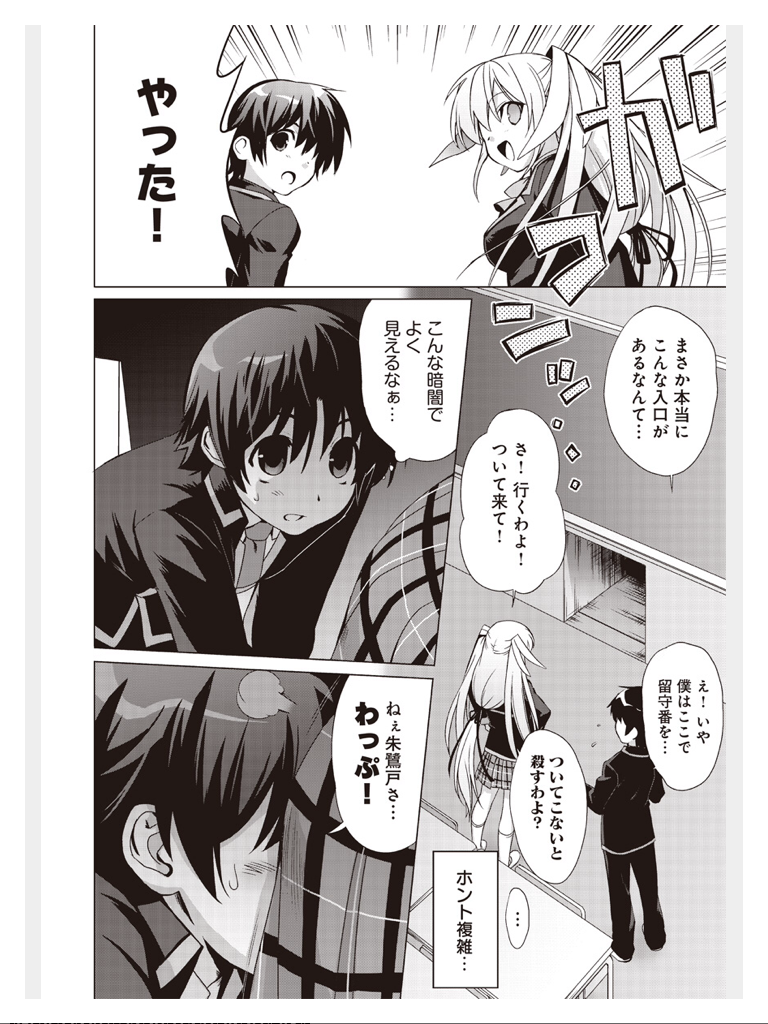 ガ
コ
ン
ッ
やった!
まさか本当に
こんな入口が
あるなんて…
さ!行くわよ!
ついて来て!
え!いや
僕はここで
留守番を…
ついてこないと
殺すわよ?
…
ホント複雑…
こんな暗闇で
よく
見えるなぁ…
ねぇ朱鷺戸さ…
わっぷ!